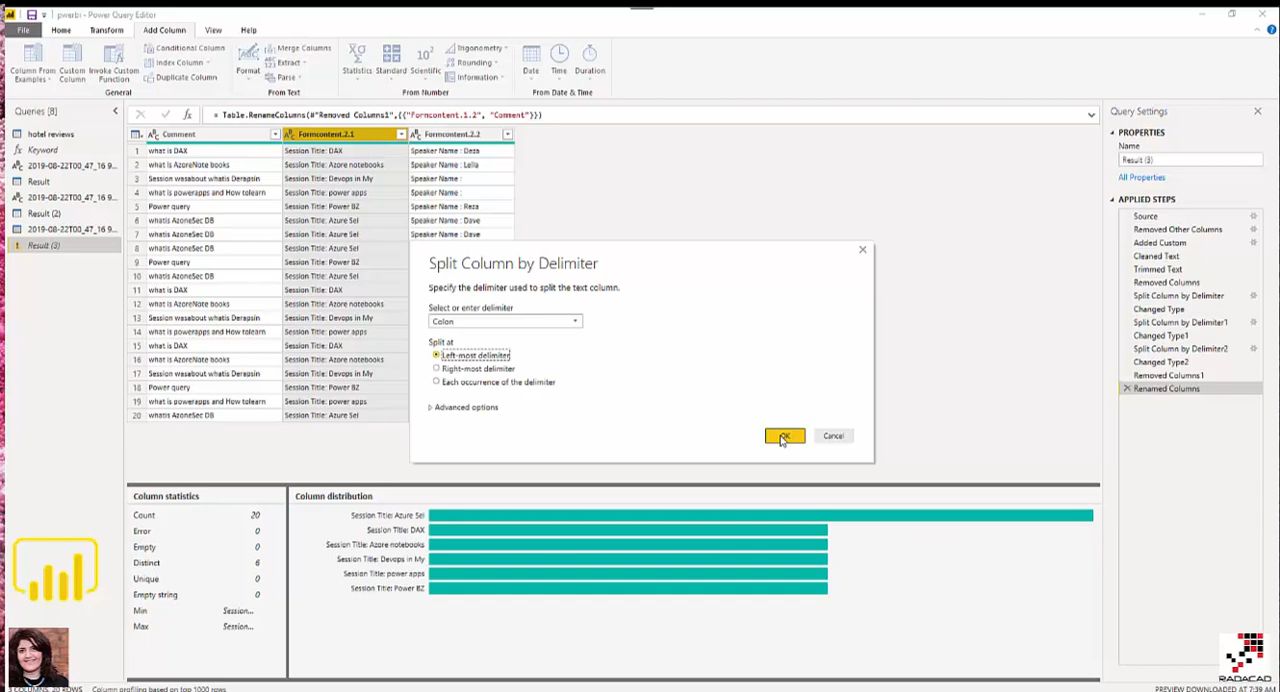 pwerbi - Power Query Editor
File Home Transform Add Column View Help
Column From Examples
Custom Column
Invoke Custom Function
Conditional Column
Index Column
Duplicate Column
General
Format
Merge Columns
Extract
Parse
From Text
Statistics
Standard
10²
Scientific
Trigonometry
Rounding
Information
From Number
Date
Time
Duration
From Date & Time
Queries [8]
hotel reviews
Keyword
2019-08-22T00_47_16 9...
Result
2019-08-22T00_47_16 9...
Result (2)
2019-08-22T00_47_16 9...
Result (3)
= Table.RenameColumns(#"Removed Columns1",{{"Formcontent.1.2", "Comment"}})
Comment Formcontent.2.1 Formcontent.2.2
1 what is DAX Session Title: DAX Speaker Name : Deza
2 what is AzoreNote books Session Title: Azore notebooks Speaker Name : Leila
3 Session wasabout whatis Derapsin Session Title: Devops in My Speaker Name :
4 what is powerapps and How tolearn Session Title: power apps Speaker Name :
5 Power query Session Title: Power BZ Speaker Name : Reza
6 whatis AzoneSec DB Session Title: Azure Sel Speaker Name : Dave
7 whatis AzoneSec DB Session Title: Azure Sel Speaker Name : Dave
8 whatis AzoneSec DB Session Title: Azure Sel
9 Power query Session Title: Power BZ
10 whatis AzoneSec DB Session Title: Azure Sel
11 what is DAX Session Title: DAX
12 what is AzoreNote books Session Title: Azore notebooks
13 Session wasabout whatis Derapsin Session Title: Devops in My
14 what is powerapps and How tolearn Session Title: power apps
15 what is DAX Session Title: DAX
16 what is AzoreNote books Session Title: Azore notebooks
17 Session wasabout whatis Derapsin Session Title: Devops in My
18 Power query Session Title: Power BZ
19 what is powerapps and How tolearn Session Title: power apps
20 whatis AzoneSec DB Session Title: Azure Sel
Split Column by Delimiter
Specify the delimiter used to split the text column.
Select or enter delimiter
Colon
Split at
Left-most delimiter
Right-most delimiter
Each occurrence of the delimiter
Advanced options
OK Cancel
Column statistics
Count 20
Error 0
Empty 0
Distinct 6
Unique 0
Empty string 0
Min Session...
Max Session...
Column distribution
Session Title: Azure Sel
Session Title: DAX
Session Title: Azore notebooks
Session Title: Devops in My
Session Title: power apps
Session Title: Power BZ
Query Settings
PROPERTIES
Name
Result (3)
All Properties
APPLIED STEPS
Source
Removed Other Columns
Added Custom
Cleaned Text
Trimmed Text
Removed Columns
Split Column by Delimiter
Changed Type
Split Column by Delimiter1
Changed Type1
Split Column by Delimiter2
Changed Type2
Removed Columns1
Renamed Columns
RADACAD
3 COLUMNS, 20 ROWS Column profiling based on top 1000 rows
PREVIEW DOWNLOADED AT 7:39 AM